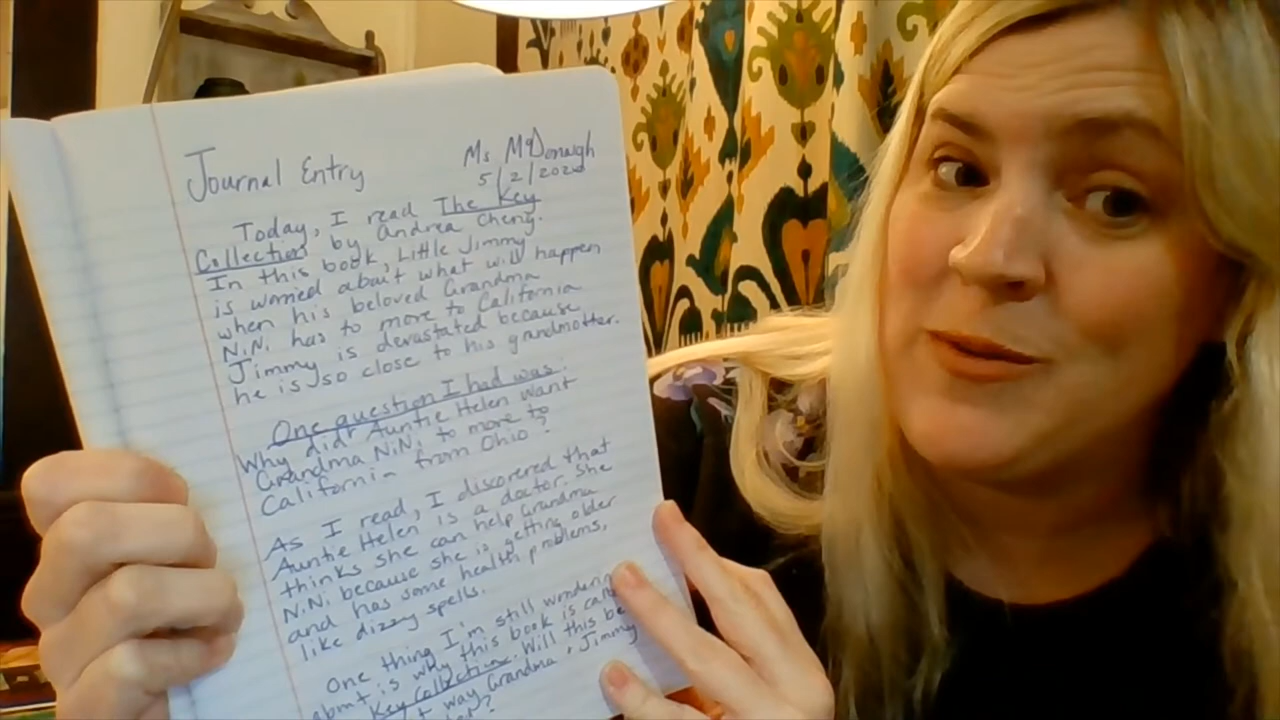 Journal Entry
Ms McDonaugh
5/2/2020
Today, I read The Key
Collection by Andrea Cheng.
In this book, Little Jimmy
is worried about what will happen
when his beloved Grandma
Ni Ni has to move to California
Jimmy is devastated because
he is so close to his grandmother.
One question I had was:
Why did Auntie Helen want
Grandma NiNi to move to
California from Ohio?
As I read, I discovered that
Auntie Helen is a doctor. She
thinks she can help Grandma
NiNi because she is getting older
and has some health problems,
like dizzy spells.
One thing I'm still wondering
about is why this book is
Key Collection. Will this be
way Grandma + Jimmy